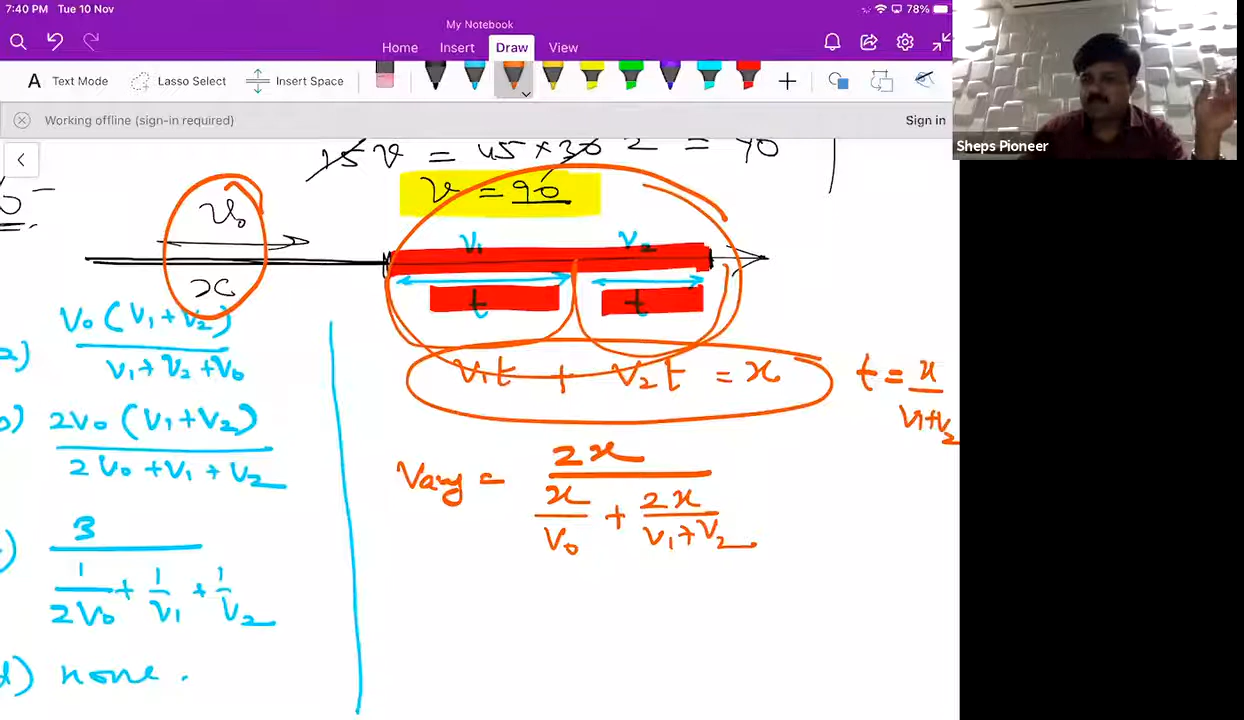 7:40 PM Tue 10 Nov
78%
My Notebook
Home Insert Draw View
Text Mode Lasso Select Insert Space
Working offline (sign-in required)
Sign in
Sheps Pioneer
15 v = 45 × 30 2 = 90
v = 90
v₀
x
v₁ v₂
t t
v₁t + v₂t = x
t = x / v₁+v₂
Vavg = 2x / x/v₀ + 2x/v₁+v₂
a) v₀ (v₁+v₂) / v₁+v₂+v₀
b) 2v₀ (v₁+v₂) / 2v₀+v₁+v₂
c) 3 / 1/2v₀ + 1/v₁ + 1/v₂
d) none.